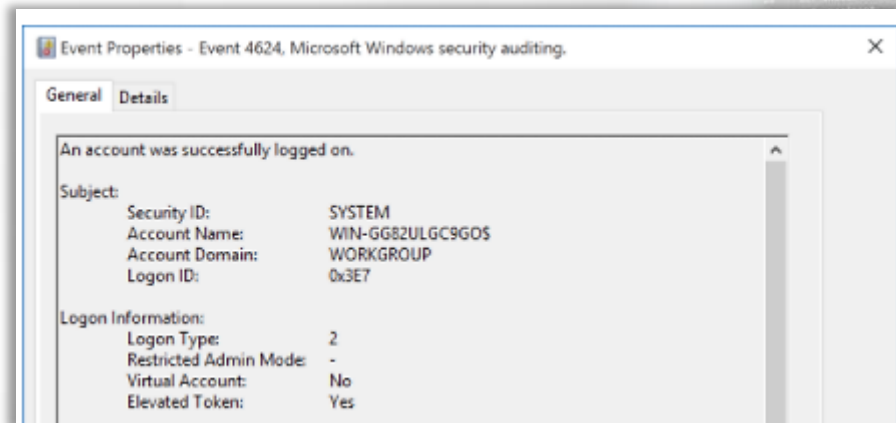 Event Properties - Event 4624, Microsoft Windows security auditing.
General Details
An account was successfully logged on.
Subject:
Security ID: SYSTEM
Account Name: WIN-GG82ULGC9GO$
Account Domain: WORKGROUP
Logon ID: 0x3E7
Logon Information:
Logon Type: 2
Restricted Admin Mode: -
Virtual Account: No
Elevated Token: Yes